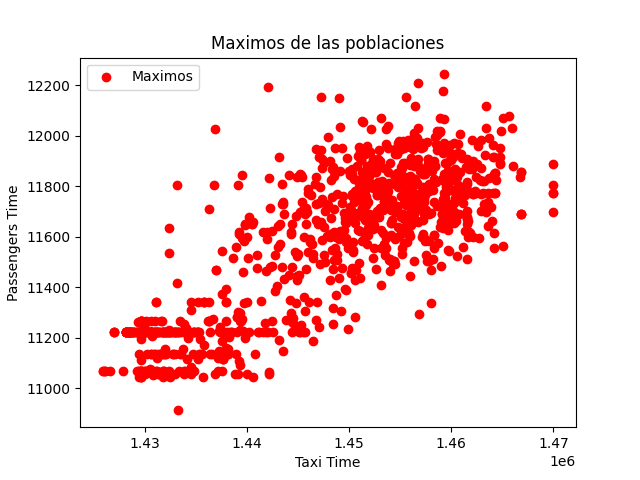 Maximos de las poblaciones
Maximos
Passengers Time
12200
12000
11800
11600
11400
11200
11000
1.43 1.44 1.45 1.46 1.47
1e6
Taxi Time